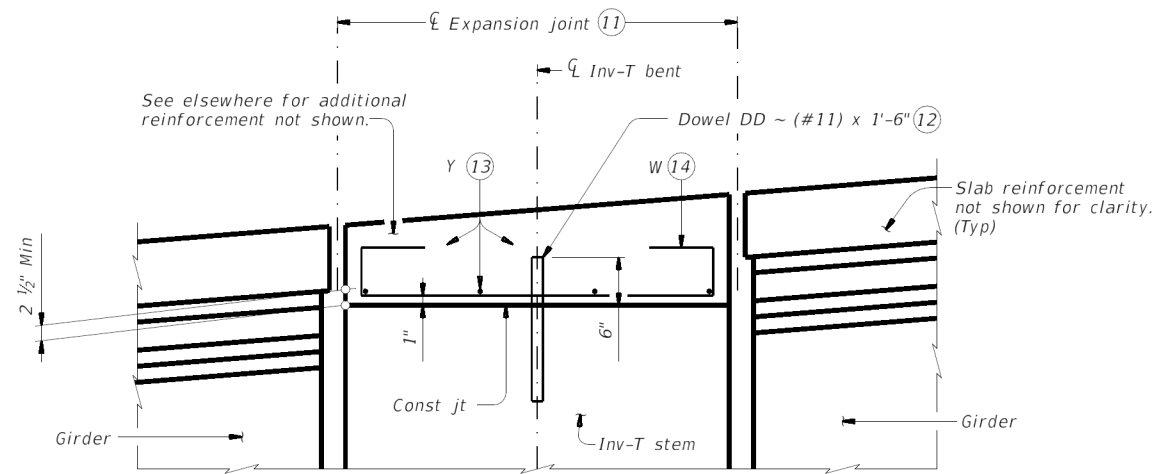 ℄ Expansion joint 11
℄ Inv-T bent
See elsewhere for additional
reinforcement not shown.
Dowel DD ~ (#11) x 1'-6" 12
Y 13
W 14
Slab reinforcement
not shown for clarity.
(Typ)
2 ½" Min
1"
6"
Const jt
Girder
Inv-T stem
Girder